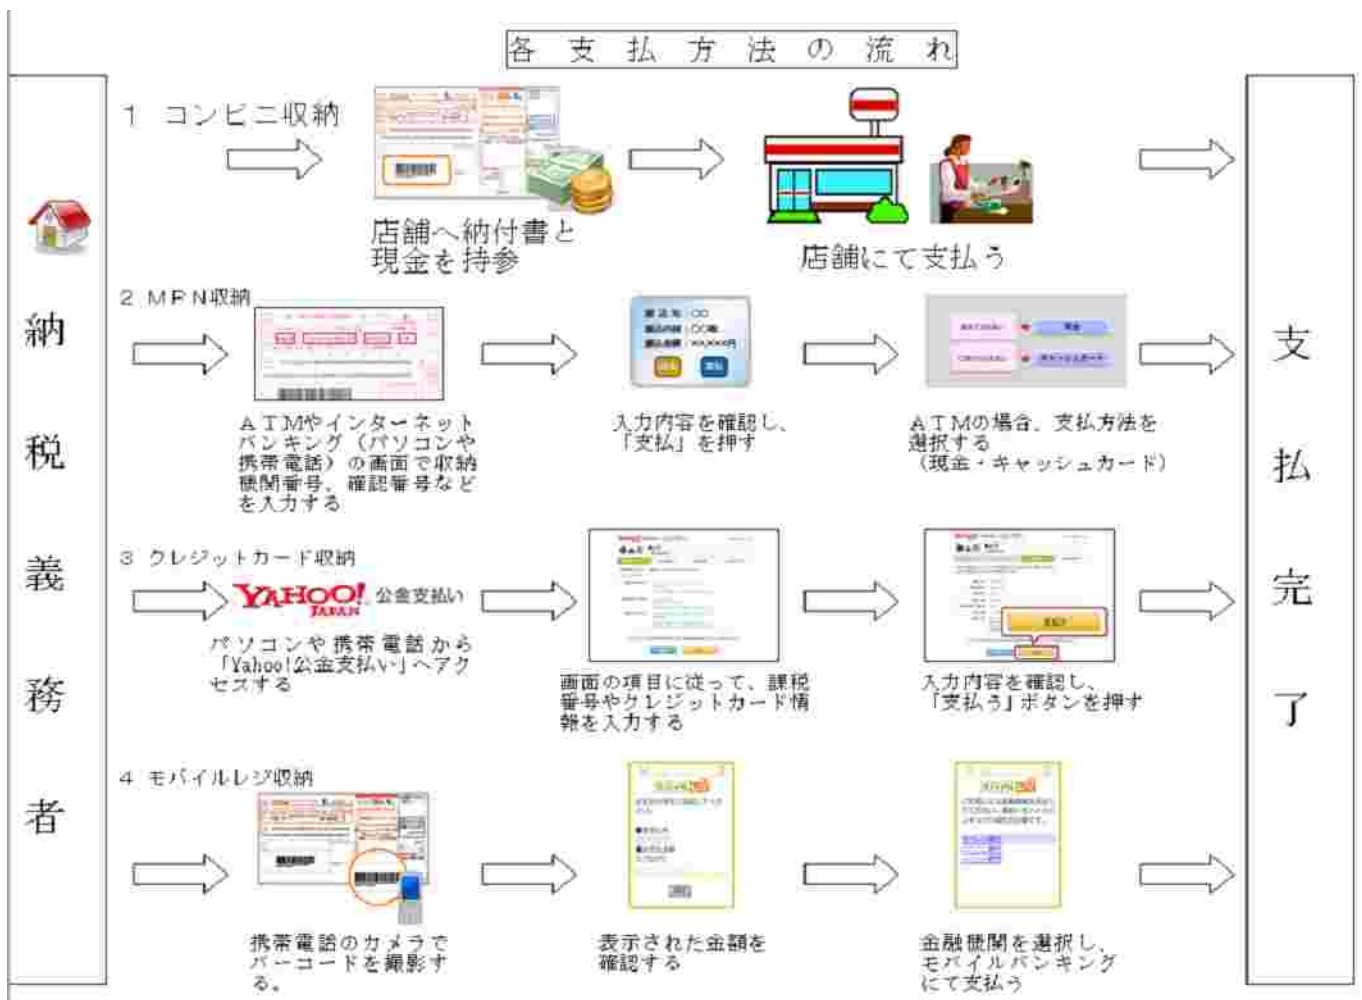 各支払方法の流れ
納税義務者
1 コンビニ収納
店舗へ納付書と
現金を持参
店舗にて支払う
2 MPN収納
ATMやインターネット
バンキング(パソコンや
携帯電話)の画面で収納
機関番号、確認番号など
を入力する
入力内容を確認し、
「支払」を押す
ATMの場合、支払方法を
選択する
(現金・キャッシュカード)
3 クレジットカード収納
YAHOO!
JAPAN
公金支払い
パソコンや携帯電話から
「Yahoo!公金支払い」へアク
セスする
画面の項目に従って、課税
番号やクレジットカード情
報を入力する
入力内容を確認し、
「支払う」ボタンを押す
4 モバイルレジ収納
携帯電話のカメラで
バーコードを撮影す
る。
表示された金額を
確認する
金融機関を選択し、
モバイルバンキング
にて支払う
支払完了